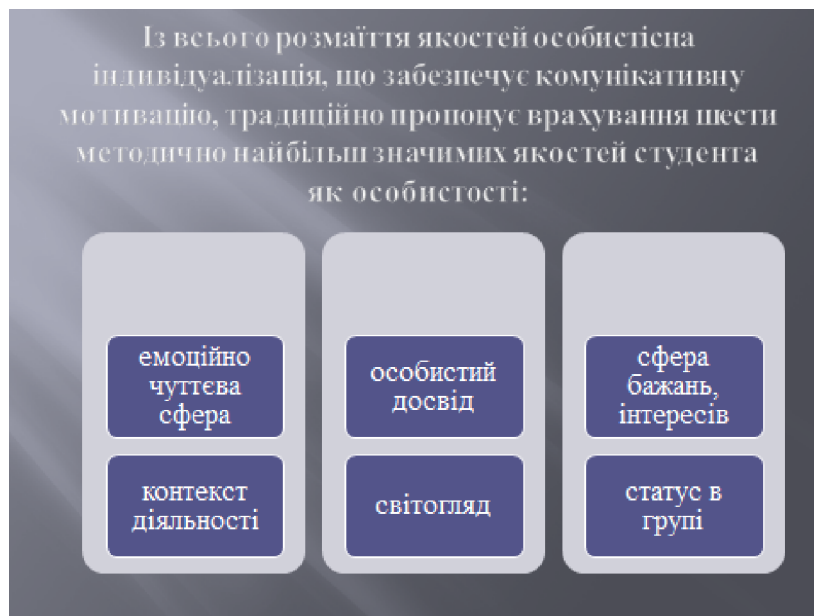 Із всього розмаїття якостей особистісна
індивідуалізація, що забезпечує комунікативну
мотивацію, традиційно пропонує врахування шести
методично найбільш значимих якостей студента
як особистості:
емоційно
чуттєва
сфера
контекст
діяльності
особистий
досвід
світогляд
сфера
бажань,
інтересів
статус в
групі